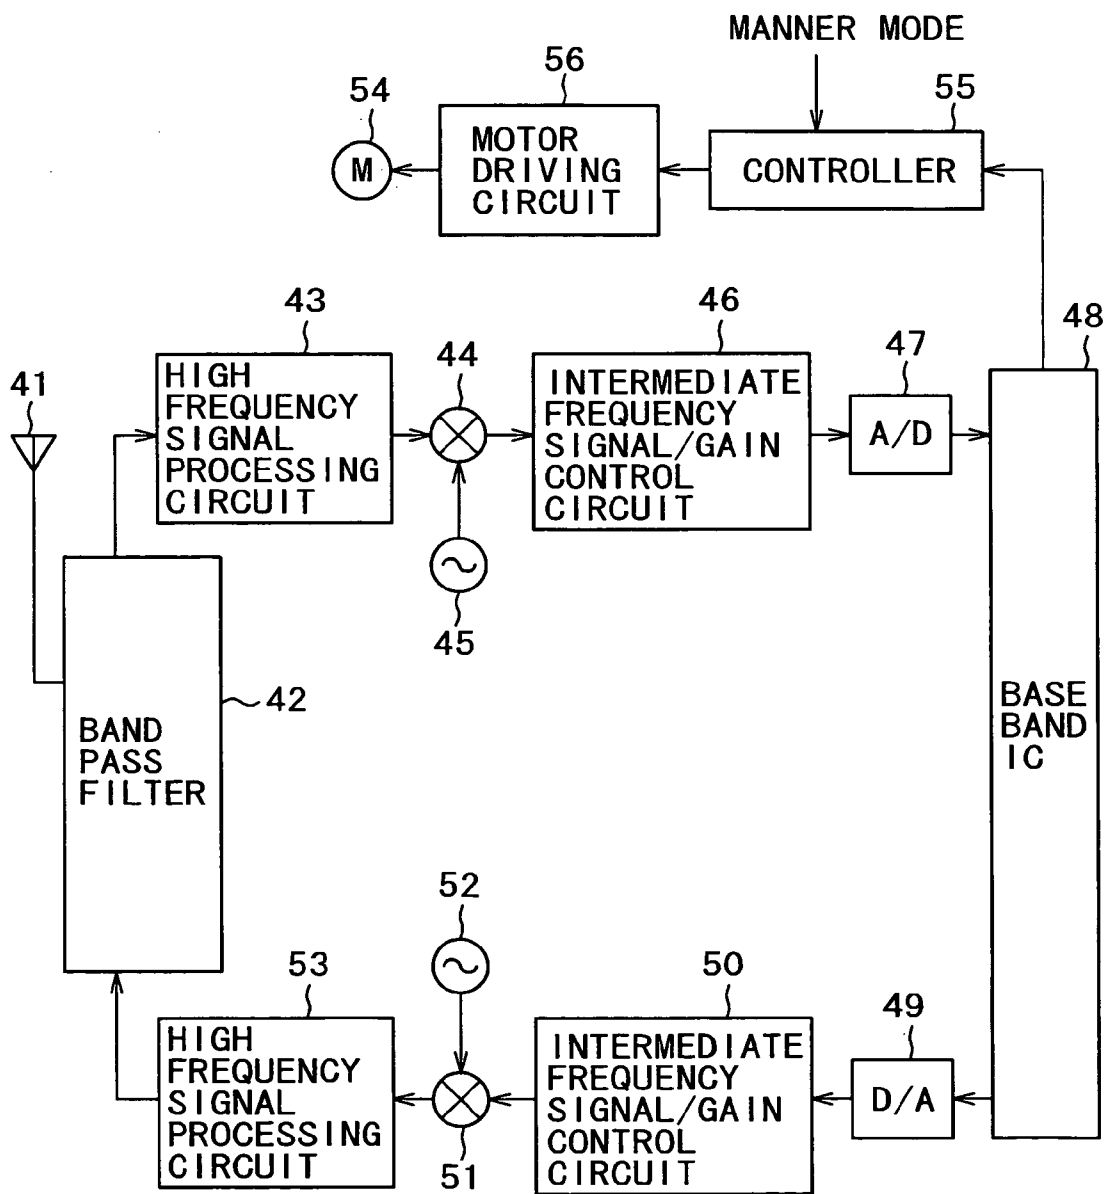 MANNER MODE
54
56
55
M
MOTOR
DRIVING
CIRCUIT
CONTROLLER
41
43
44
46
47
48
HIGH
FREQUENCY
SIGNAL
PROCESSING
CIRCUIT
INTERMEDIATE
FREQUENCY
SIGNAL/GAIN
CONTROL
CIRCUIT
A/D
45
42
BAND
PASS
FILTER
BASE
BAND
IC
52
53
50
49
HIGH
FREQUENCY
SIGNAL
PROCESSING
CIRCUIT
51
INTERMEDIATE
FREQUENCY
SIGNAL/GAIN
CONTROL
CIRCUIT
D/A